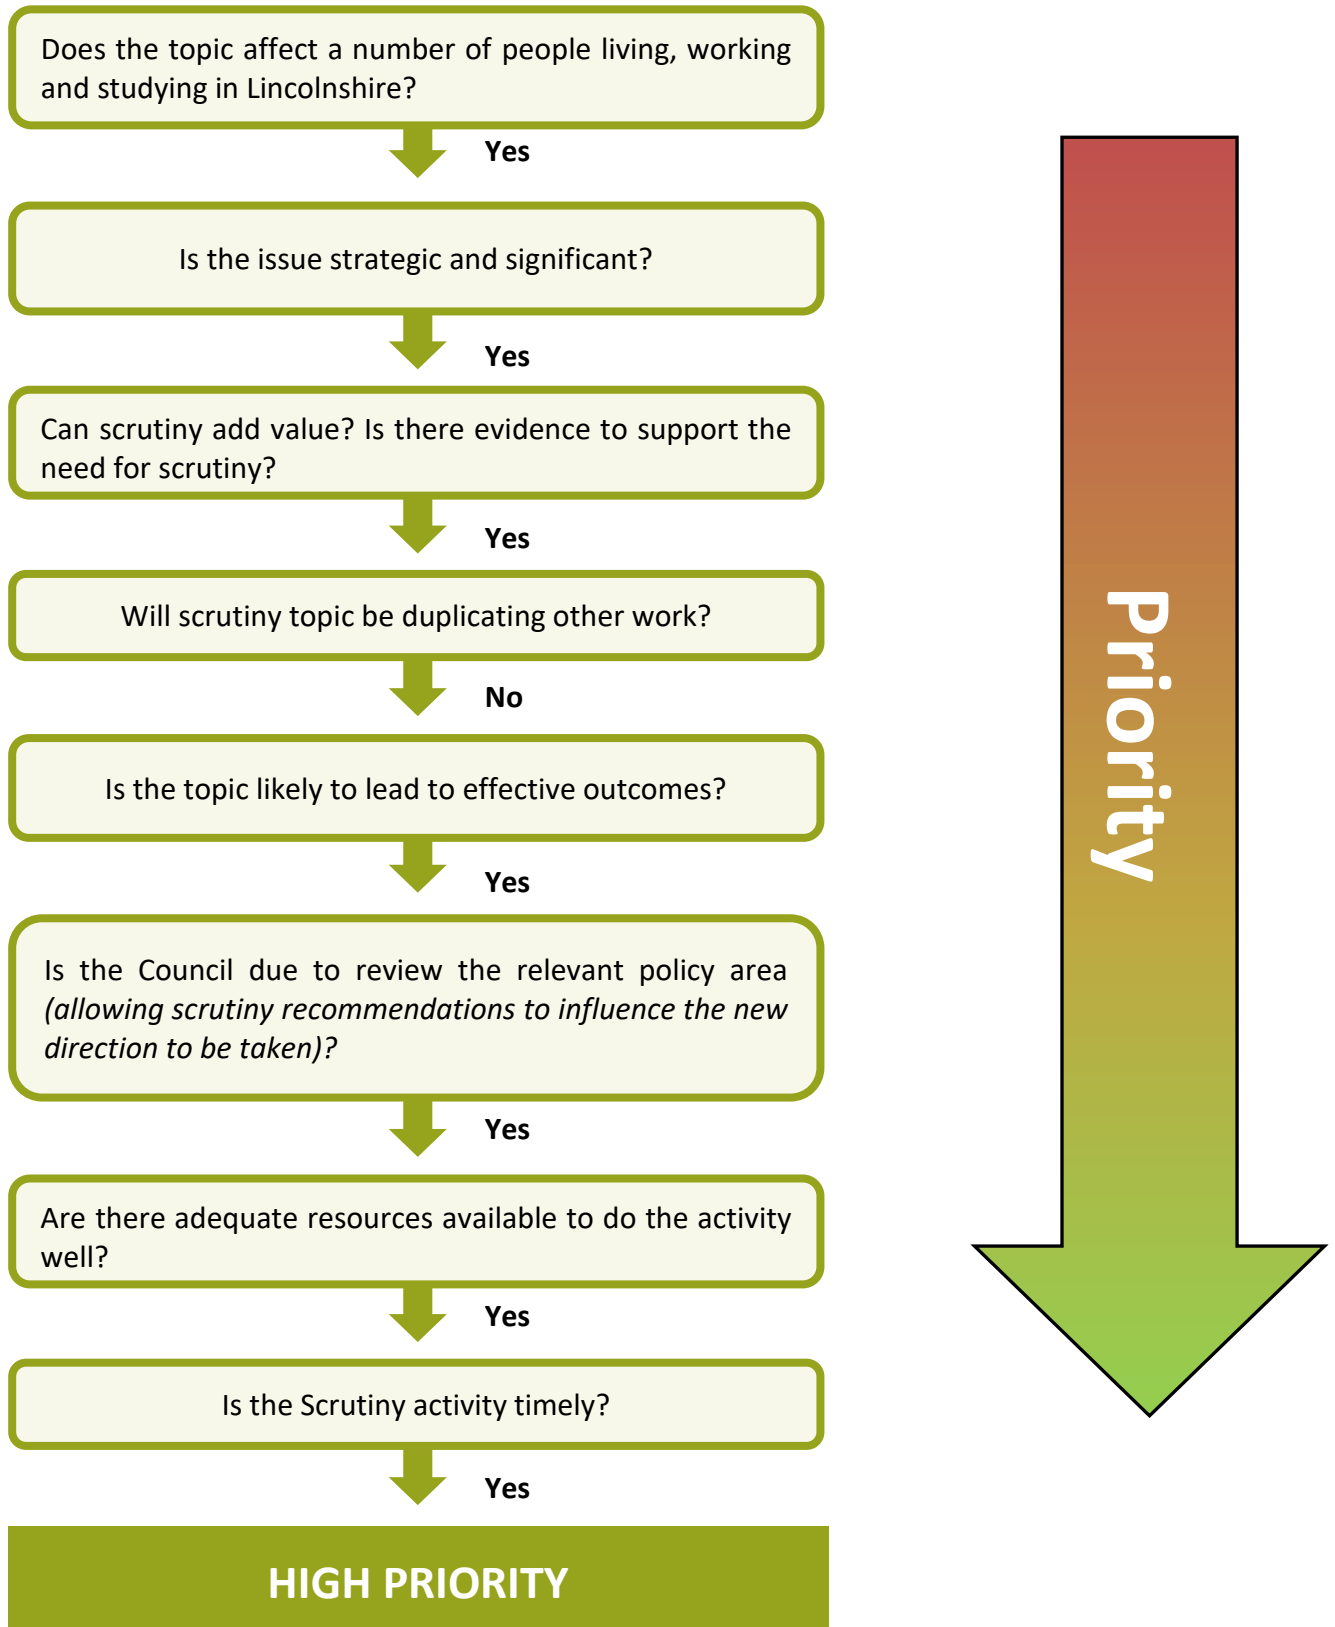 Does the topic affect a number of people living, working
and studying in Lincolnshire?
Yes
Is the issue strategic and significant?
Yes
Can scrutiny add value? Is there evidence to support the
need for scrutiny?
Yes
Will scrutiny topic be duplicating other work?
No
Is the topic likely to lead to effective outcomes?
Yes
Is the Council due to review the relevant policy area
(allowing scrutiny recommendations to influence the new
direction to be taken)?
Yes
Are there adequate resources available to do the activity
well?
Yes
Is the Scrutiny activity timely?
Yes
HIGH PRIORITY
Priority